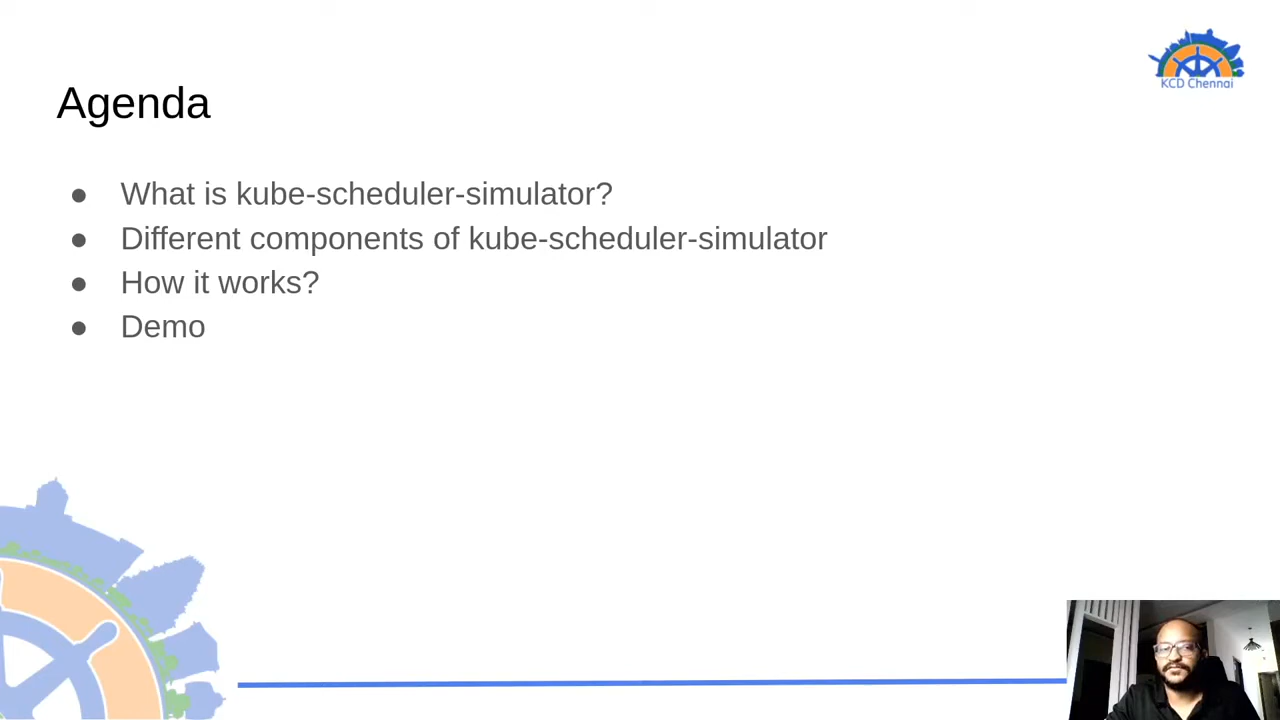 KCD Chennai
Agenda
● What is kube-scheduler-simulator?
● Different components of kube-scheduler-simulator
● How it works?
● Demo